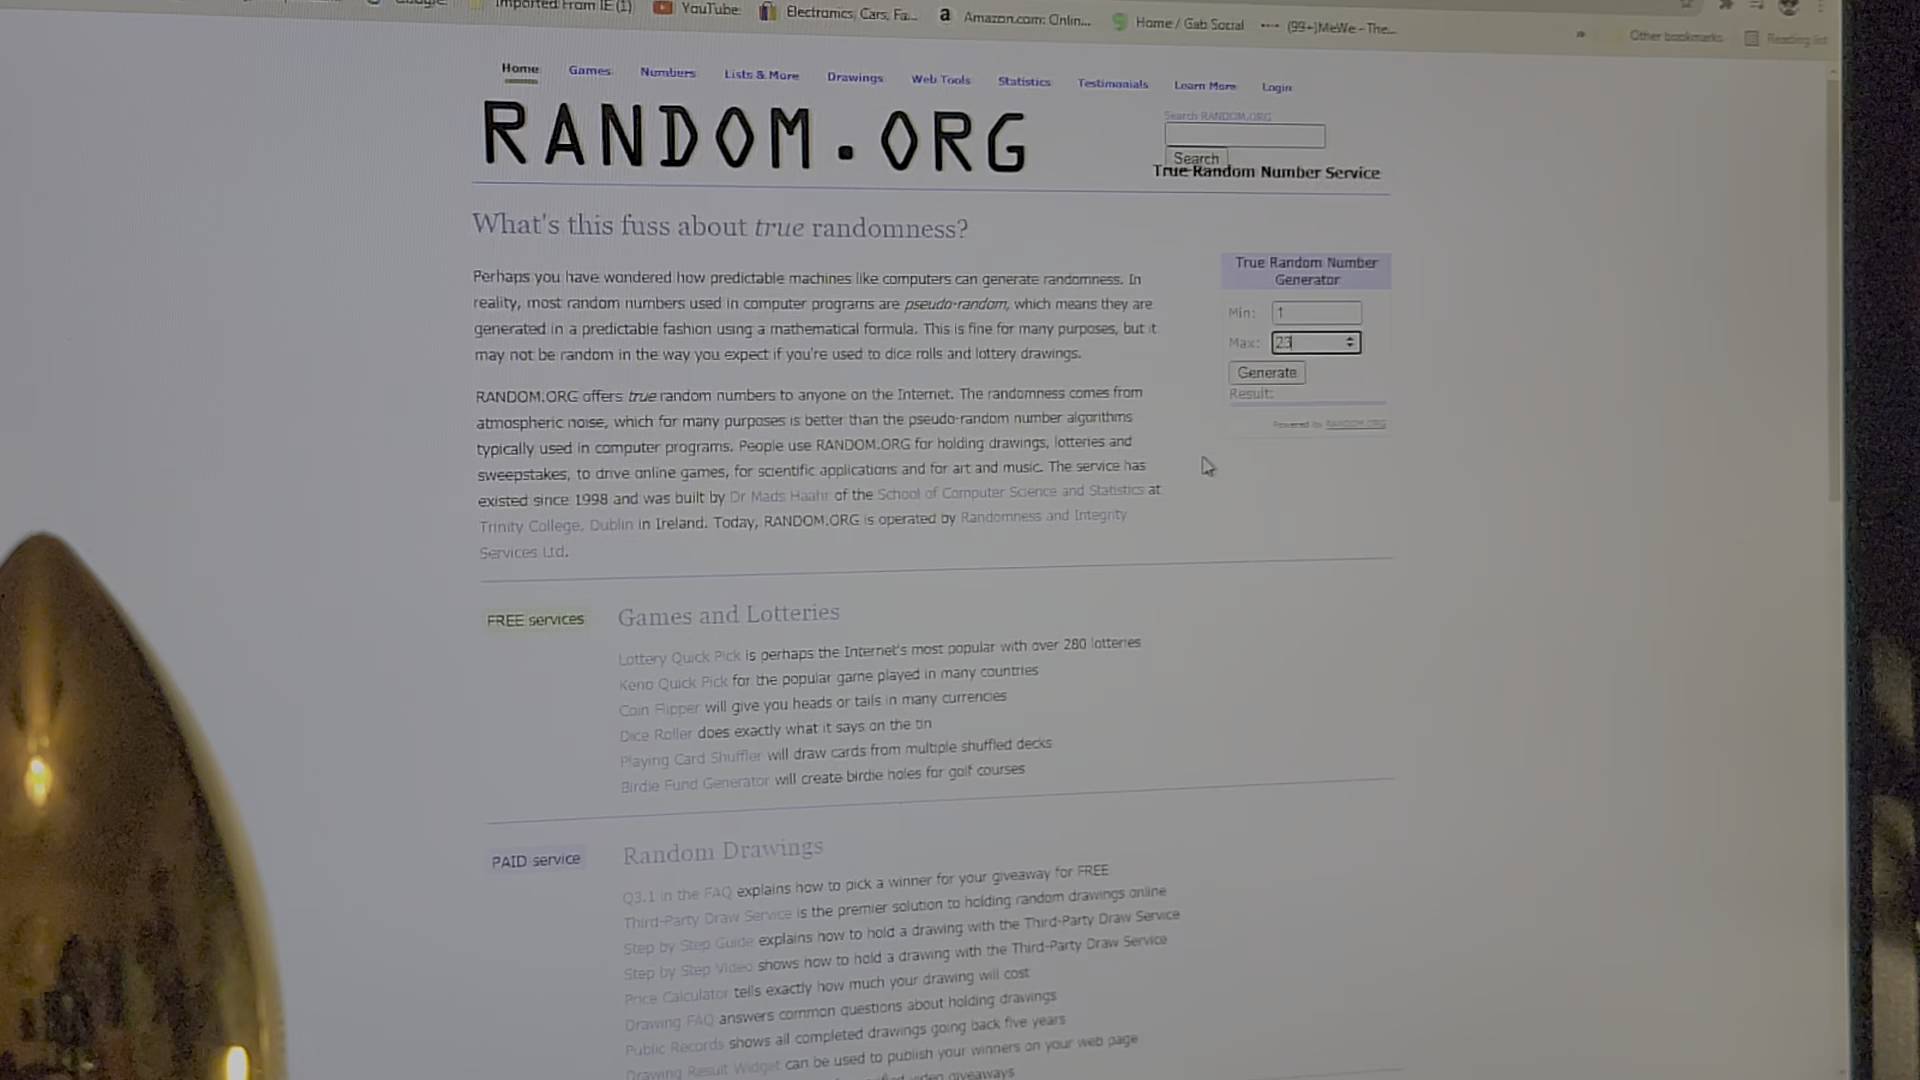 Google
Imported From IE (1)
YouTube
Electronics, Cars, Fa...
Amazon.com: Onlin...
Home / Gab Social
(99+) MeWe - The...
»
Other bookmarks
Reading list
Home
Games
Numbers
Lists & More
Drawings
Web Tools
Statistics
Testimonials
Learn More
Login
RANDOM.ORG
Search RANDOM.ORG
Search
True Random Number Service
What's this fuss about true randomness?
Perhaps you have wondered how predictable machines like computers can generate randomness. In
reality, most random numbers used in computer programs are pseudo-random, which means they are
generated in a predictable fashion using a mathematical formula. This is fine for many purposes, but it
may not be random in the way you expect if you're used to dice rolls and lottery drawings.
RANDOM.ORG offers true random numbers to anyone on the Internet. The randomness comes from
atmospheric noise, which for many purposes is better than the pseudo-random number algorithms
typically used in computer programs. People use RANDOM.ORG for holding drawings, lotteries and
sweepstakes, to drive online games, for scientific applications and for art and music. The service has
existed since 1998 and was built by Dr Mads Haahr of the School of Computer Science and Statistics at
Trinity College, Dublin in Ireland. Today, RANDOM.ORG is operated by Randomness and Integrity
Services Ltd.
True Random Number
Generator
Min: 1
Max: 23
Generate
Result:
Powered by RANDOM.ORG
FREE services
Games and Lotteries
Lottery Quick Pick is perhaps the Internet's most popular with over 280 lotteries
Keno Quick Pick for the popular game played in many countries
Coin Flipper will give you heads or tails in many currencies
Dice Roller does exactly what it says on the tin
Playing Card Shuffler will draw cards from multiple shuffled decks
Birdie Fund Generator will create birdie holes for golf courses
PAID service
Random Drawings
Q3.1 in the FAQ explains how to pick a winner for your giveaway for FREE
Third-Party Draw Service is the premier solution to holding random drawings online
Step by Step Guide explains how to hold a drawing with the Third-Party Draw Service
Step by Step Video shows how to hold a drawing with the Third-Party Draw Service
Price Calculator tells exactly how much your drawing will cost
Drawing FAQ answers common questions about holding drawings
Public Records shows all completed drawings going back five years
Drawing Result Widget can be used to publish your winners on your web page
video giveaways